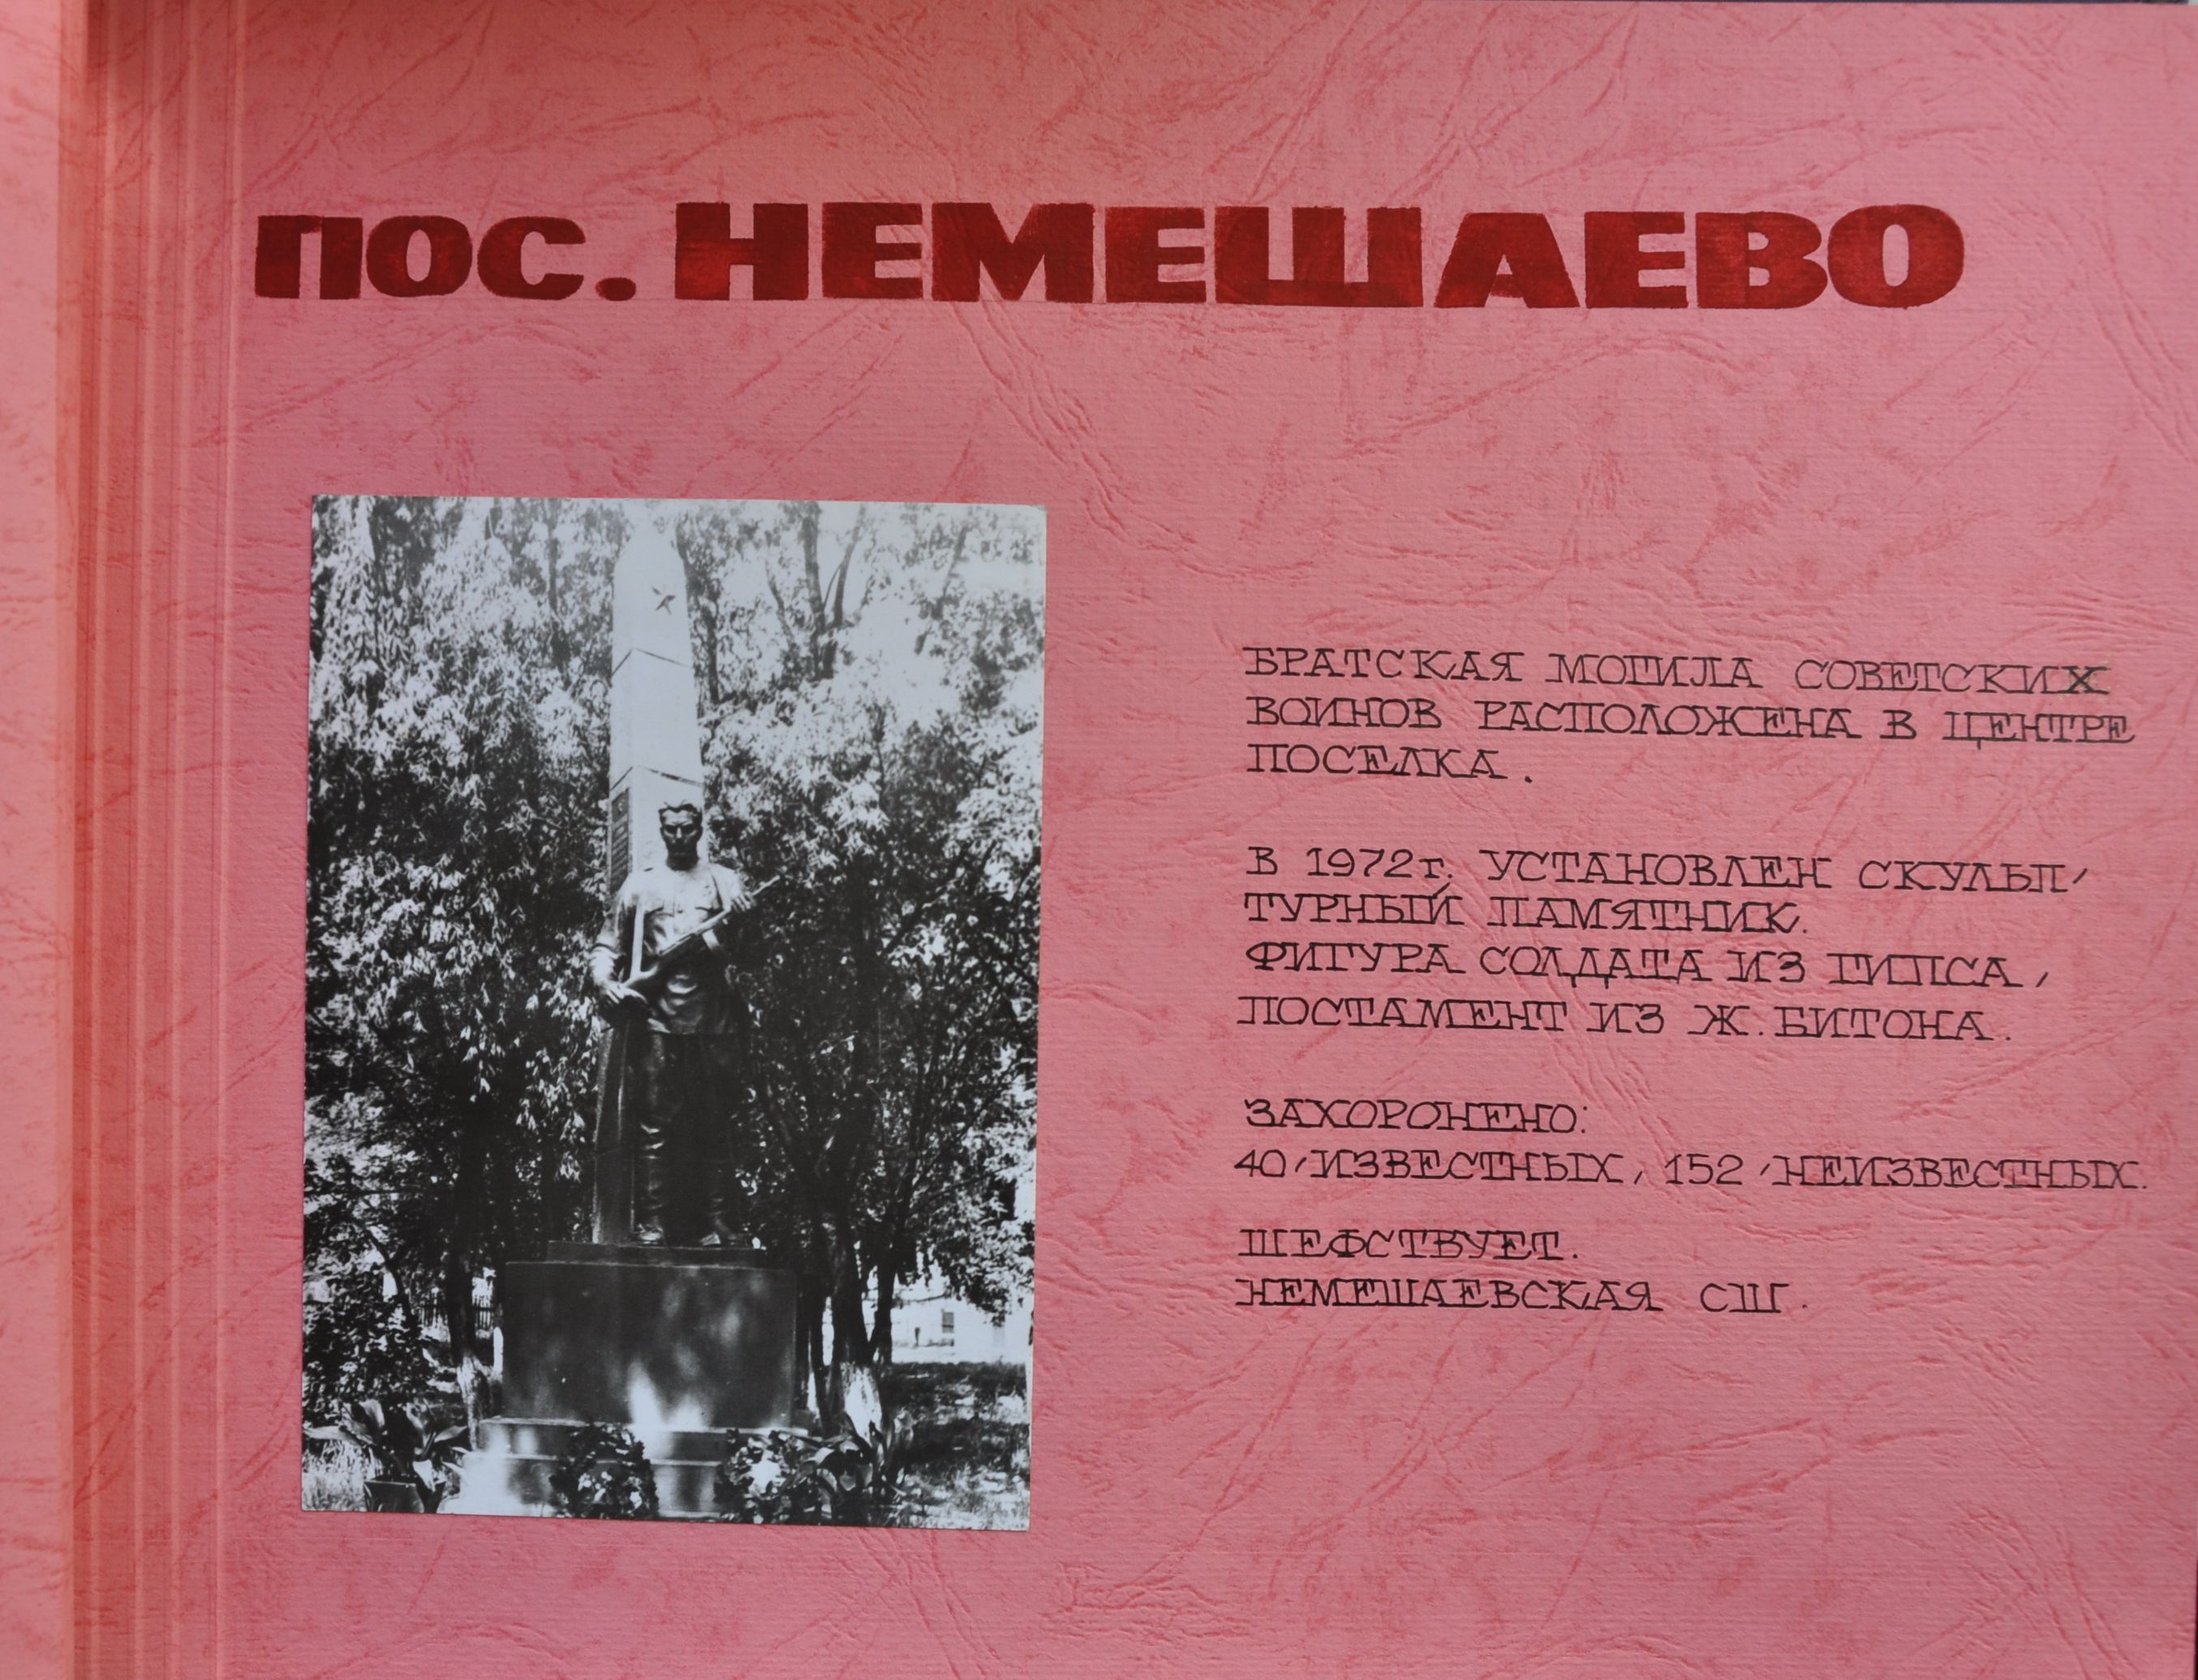 ПОС. НЕМЕШАЕВО
БРАТСКАЯ МОГИЛА СОВЕТСКИХ
ВОИНОВ РАСПОЛОЖЕНА В ЦЕНТРЕ
ПОСЕЛКА.
В 1972г. УСТАНОВЛЕН СКУЛЬП-
ТУРНЫЙ ПАМЯТНИК.
ФИГУРА СОЛДАТА ИЗ ГИПСА,
ПОСТАМЕНТ ИЗ Ж.БИТОНА.
ЗАХОРОНЕНО:
40-ИЗВЕСТНЫХ, 152-НЕИЗВЕСТНЫХ.
ШЕФСТВУЕТ.
НЕМЕШАЕВСКАЯ СШ.